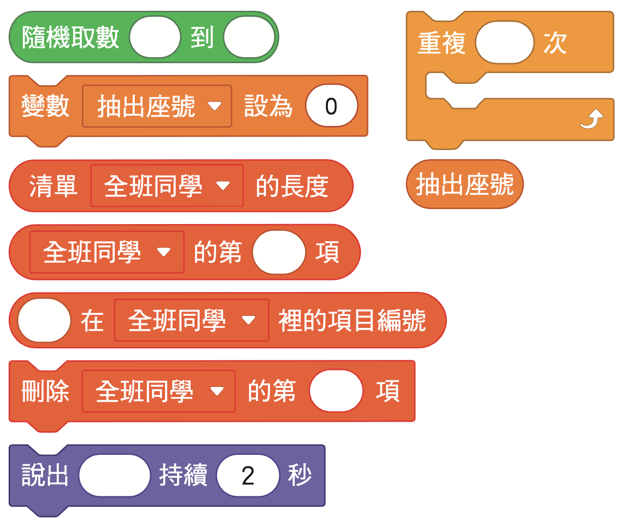 隨機取數 到
變數 抽出座號 設為 0
清單 全班同學 的長度
全班同學 的第 項
在 全班同學 裡的項目編號
刪除 全班同學 的第 項
說出 持續 2 秒
重複 次
抽出座號